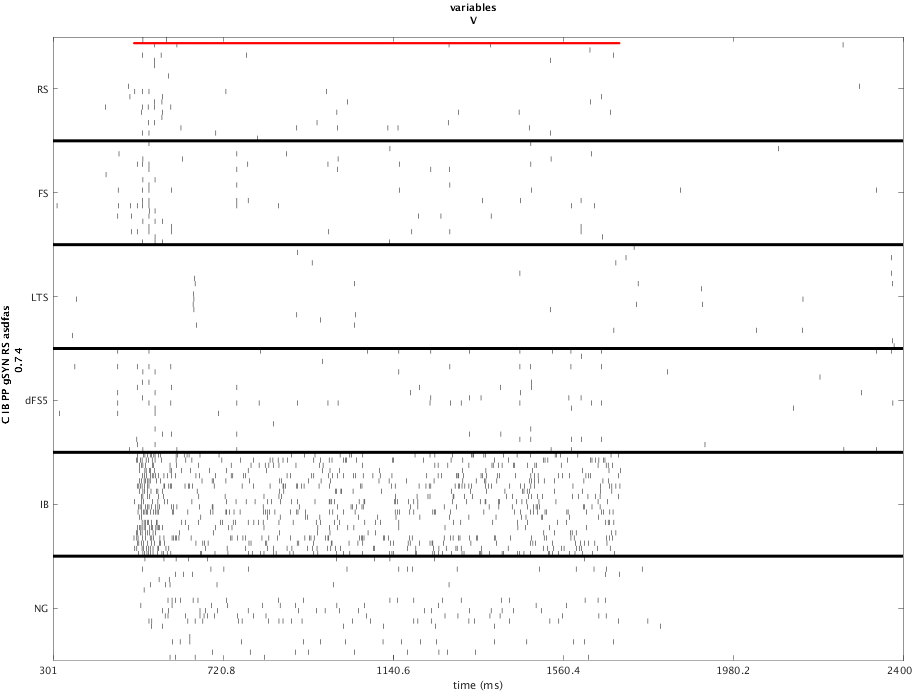 variables
V
RS
FS
LTS
dFS5
IB
NG
C IB PP gSYN RS asdfas
0.74
301
720.8
1140.6
1560.4
1980.2
2400
time (ms)